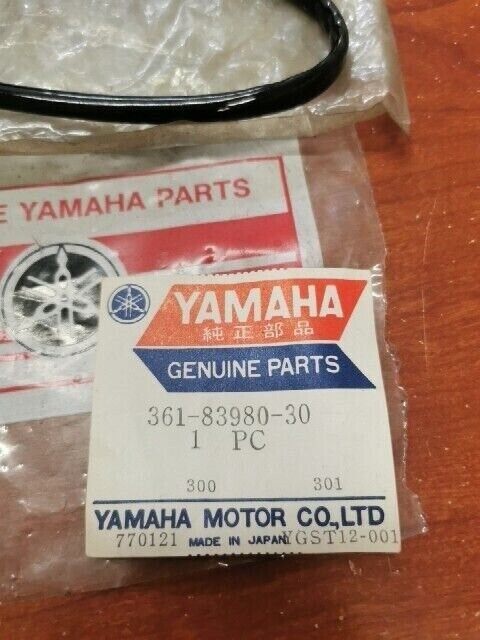 E YAMAHA PARTS
YAMAHA
純正部品
GENUINE PARTS
361-83980-30
1 PC
300 301
YAMAHA MOTOR CO.,LTD
770121 MADE IN JAPAN YGST12-001